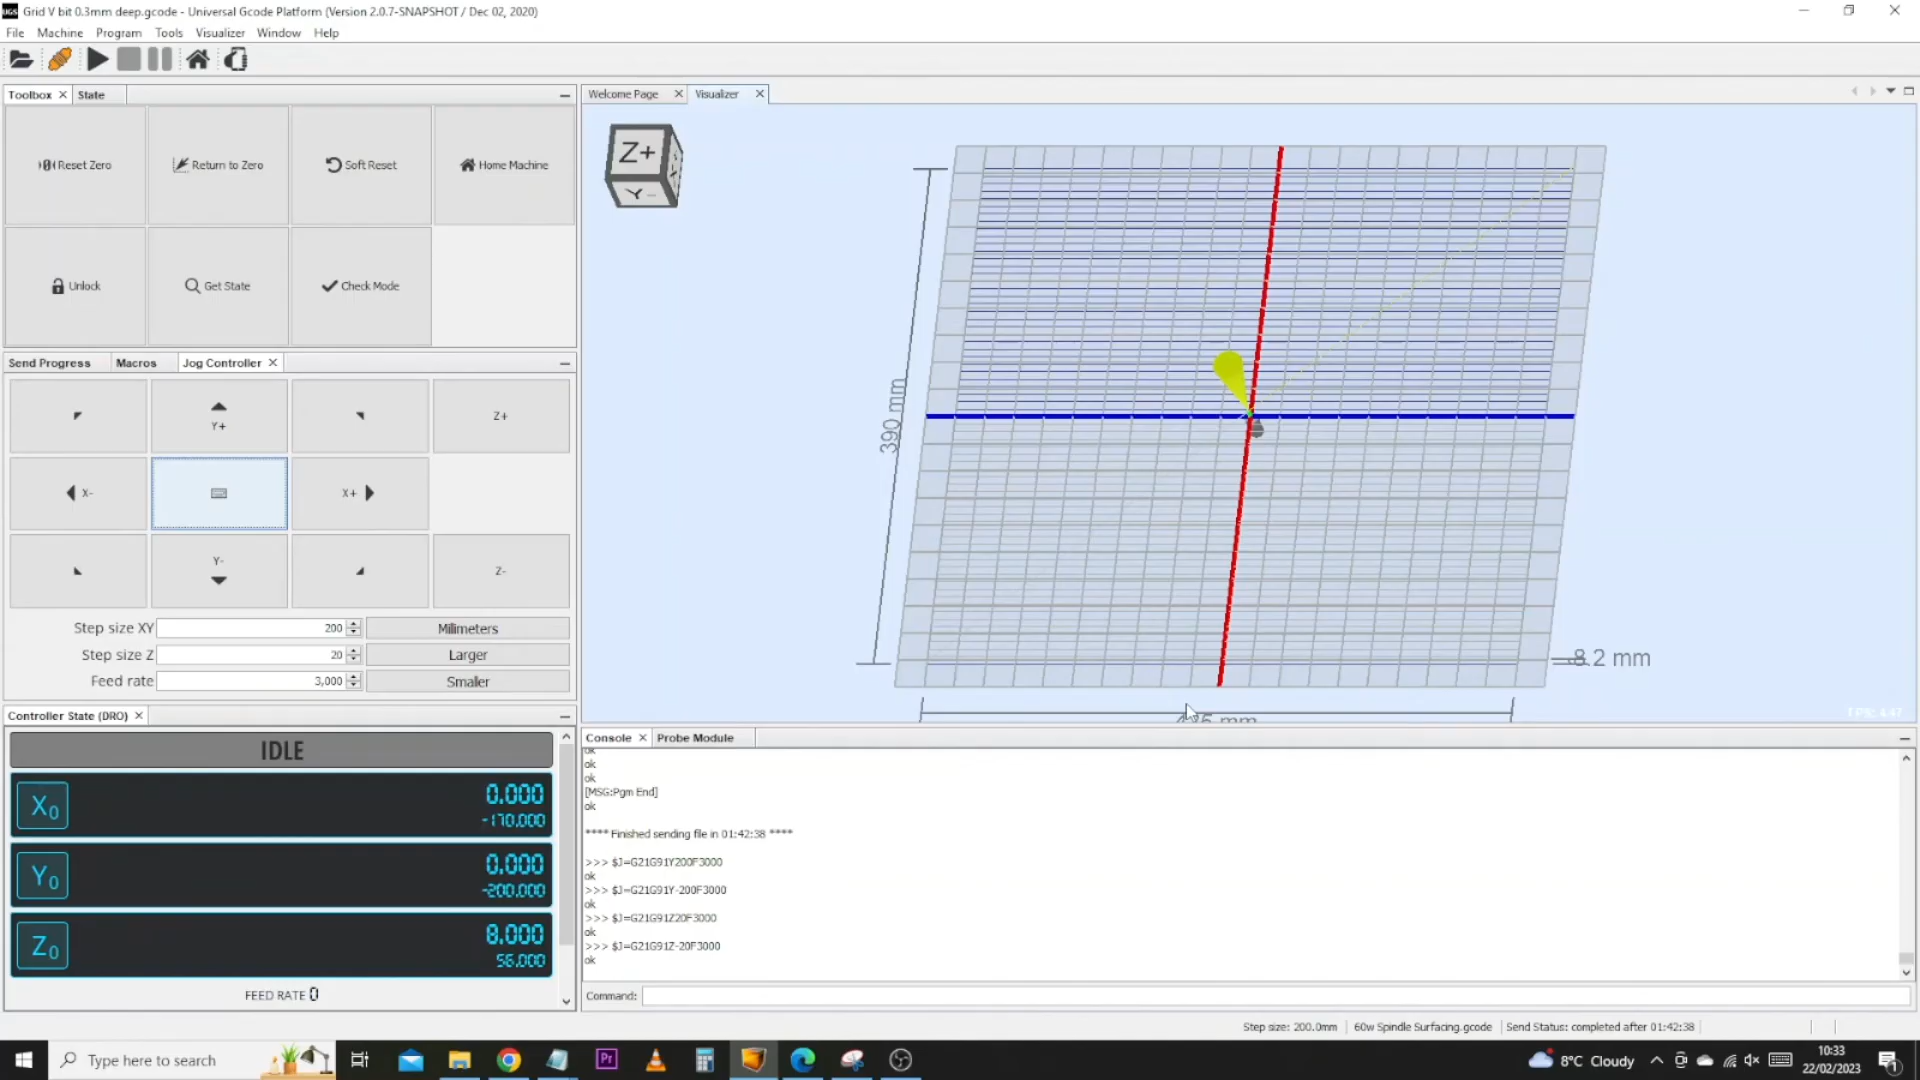 UGS Grid V bit 0.3mm deep.gcode - Universal Gcode Platform (Version 2.0.7-SNAPSHOT / Dec 02, 2020)
File Machine Program Tools Visualizer Window Help
Toolbox State
Welcome Page Visualizer
Reset Zero Return to Zero Soft Reset Home Machine
Unlock Get State Check Mode
Z+
Y-
390 mm
8.2 mm
mm
Send Progress Macros Jog Controller
Y+ Z+
X- X+
Y- Z-
Step size XY 200 Milimeters
Step size Z 20 Larger
Feed rate 3,000 Smaller
Controller State (DRO)
IDLE
X0 0.000
-170.000
Y0 0.000
-200.000
Z0 8.000
56.000
FEED RATE 0
Console Probe Module
ok
ok
ok
[MSG:Pgm End]
ok
**** Finished sending file in 01:42:38 ****
>>> $J=G21G91Y200F3000
ok
>>> $J=G21G91Y-200F3000
ok
>>> $J=G21G91Z20F3000
ok
>>> $J=G21G91Z-20F3000
ok
Command:
Step size: 200.0mm 60w Spindle Surfacing.gcode Send Status: completed after 01:42:38
Type here to search
Pr
8°C Cloudy
10:33
22/02/2023
1